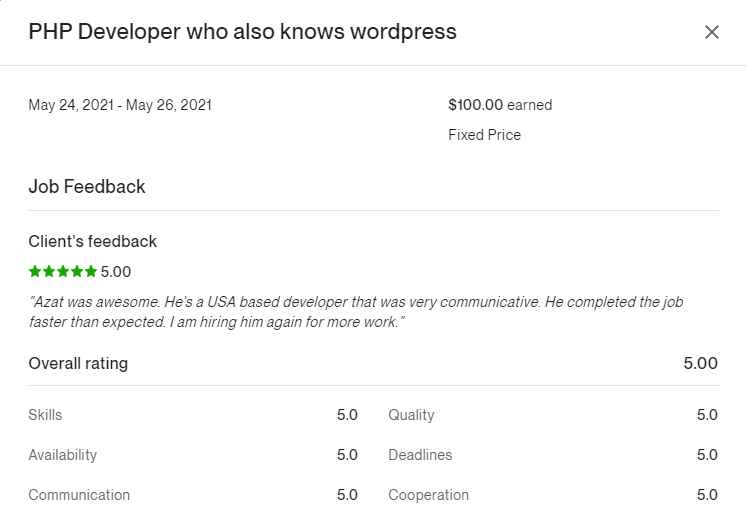 PHP Developer who also knows wordpress
May 24, 2021 - May 26, 2021
$100.00 earned
Fixed Price
Job Feedback
Client's feedback
5.00
"Azat was awesome. He's a USA based developer that was very communicative. He completed the job
faster than expected. I am hiring him again for more work."
Overall rating 5.00
Skills 5.0 Quality 5.0
Availability 5.0 Deadlines 5.0
Communication 5.0 Cooperation 5.0